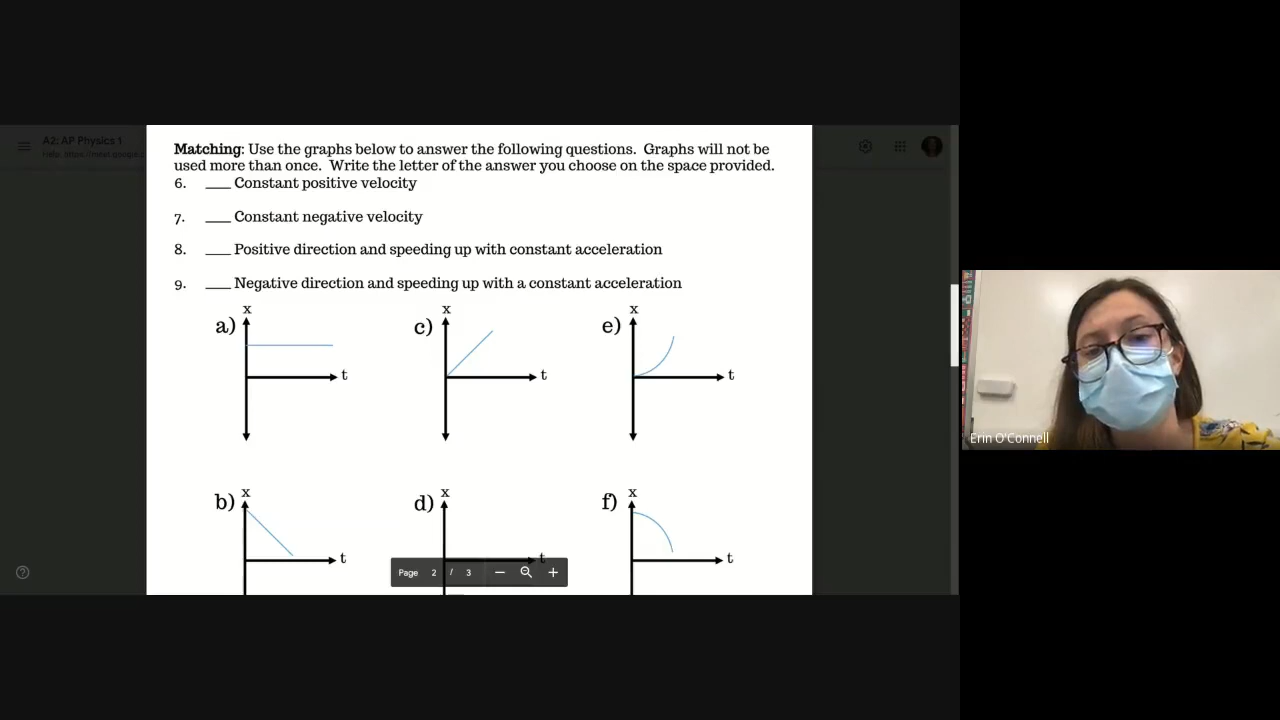 A2: AP Physics 1
Matching: Use the graphs below to answer the following questions. Graphs will not be
used more than once. Write the letter of the answer you choose on the space provided.
6. ___ Constant positive velocity
7. ___ Constant negative velocity
8. ___ Positive direction and speeding up with constant acceleration
9. ___ Negative direction and speeding up with a constant acceleration
a) x t
c) x t
e) x t
b) x t
d) x t
f) x t
Page 2 / 3
Erin O'Connell